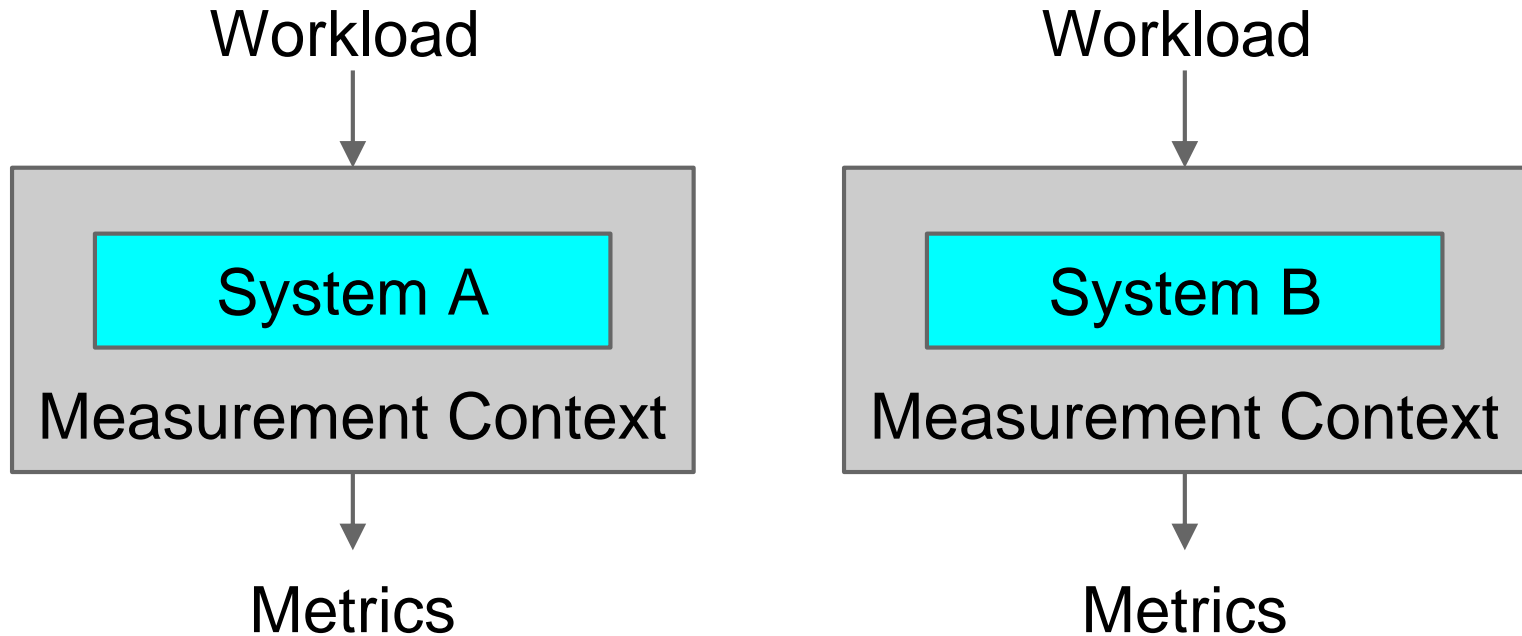 Workload
System A
Measurement Context
Metrics
Workload
System B
Measurement Context
Metrics